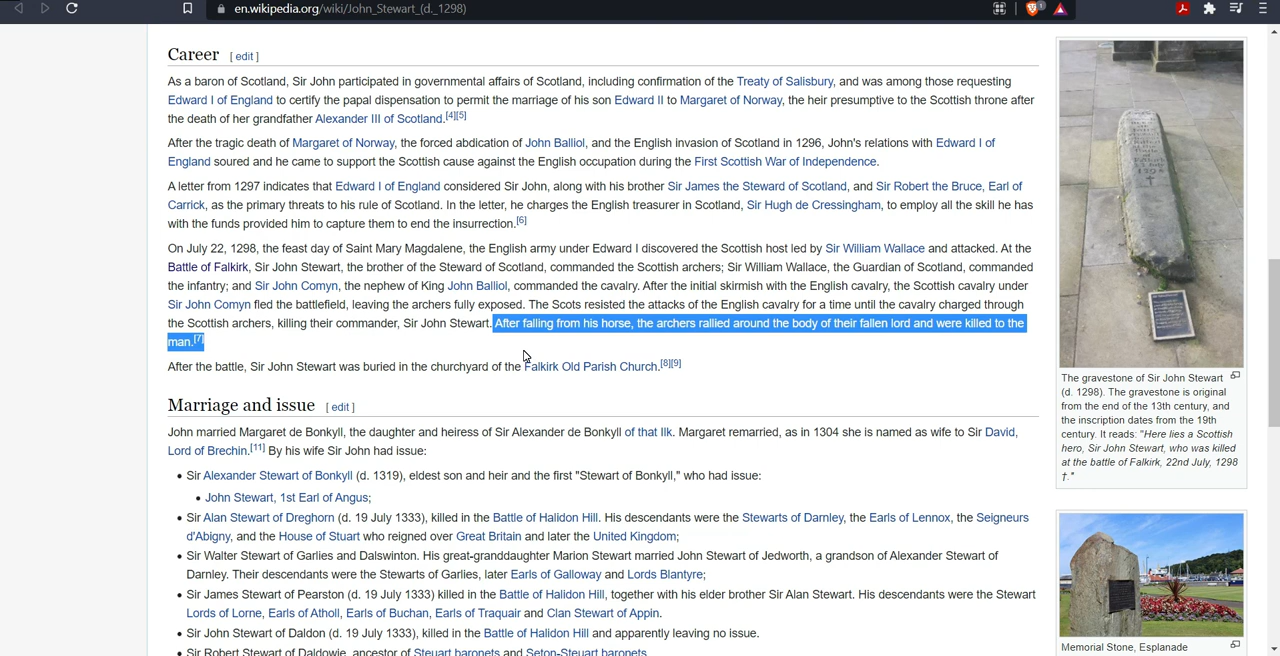 en.wikipedia.org/wiki/John_Stewart_(d._1298)
1
Career [ edit ]
As a baron of Scotland, Sir John participated in governmental affairs of Scotland, including confirmation of the Treaty of Salisbury, and was among those requesting
Edward I of England to certify the papal dispensation to permit the marriage of his son Edward II to Margaret of Norway, the heir presumptive to the Scottish throne after
the death of her grandfather Alexander III of Scotland.[4][5]
After the tragic death of Margaret of Norway, the forced abdication of John Balliol, and the English invasion of Scotland in 1296, John's relations with Edward I of
England soured and he came to support the Scottish cause against the English occupation during the First Scottish War of Independence.
A letter from 1297 indicates that Edward I of England considered Sir John, along with his brother Sir James the Steward of Scotland, and Sir Robert the Bruce, Earl of
Carrick, as the primary threats to his rule of Scotland. In the letter, he charges the English treasurer in Scotland, Sir Hugh de Cressingham, to employ all the skill he has
with the funds provided him to capture them to end the insurrection.[6]
On July 22, 1298, the feast day of Saint Mary Magdalene, the English army under Edward I discovered the Scottish host led by Sir William Wallace and attacked. At the
Battle of Falkirk, Sir John Stewart, the brother of the Steward of Scotland, commanded the Scottish archers; Sir William Wallace, the Guardian of Scotland, commanded
the infantry; and Sir John Comyn, the nephew of King John Balliol, commanded the cavalry. After the initial skirmish with the English cavalry, the Scottish cavalry under
Sir John Comyn fled the battlefield, leaving the archers fully exposed. The Scots resisted the attacks of the English cavalry for a time until the cavalry charged through
the Scottish archers, killing their commander, Sir John Stewart. After falling from his horse, the archers rallied around the body of their fallen lord and were killed to the
man.[7]
After the battle, Sir John Stewart was buried in the churchyard of the Falkirk Old Parish Church.[8][9]
Marriage and issue [ edit ]
John married Margaret de Bonkyll, the daughter and heiress of Sir Alexander de Bonkyll of that Ilk. Margaret remarried, as in 1304 she is named as wife to Sir David,
Lord of Brechin.[11] By his wife Sir John had issue:
• Sir Alexander Stewart of Bonkyll (d. 1319), eldest son and heir and the first "Stewart of Bonkyll," who had issue:
• John Stewart, 1st Earl of Angus;
• Sir Alan Stewart of Dreghorn (d. 19 July 1333), killed in the Battle of Halidon Hill. His descendants were the Stewarts of Darnley, the Earls of Lennox, the Seigneurs
d'Abigny, and the House of Stuart who reigned over Great Britain and later the United Kingdom;
• Sir Walter Stewart of Garlies and Dalswinton. His great-granddaughter Marion Stewart married John Stewart of Jedworth, a grandson of Alexander Stewart of
Darnley. Their descendants were the Stewarts of Garlies, later Earls of Galloway and Lords Blantyre;
• Sir James Stewart of Pearston (d. 19 July 1333) killed in the Battle of Halidon Hill, together with his elder brother Sir Alan Stewart. His descendants were the Stewart
Lords of Lorne, Earls of Atholl, Earls of Buchan, Earls of Traquair and Clan Stewart of Appin.
• Sir John Stewart of Daldon (d. 19 July 1333), killed in the Battle of Halidon Hill and apparently leaving no issue.
• Sir Robert Stewart of Daldowie, ancestor of Steuart baronets and Seton-Steuart baronets
The gravestone of Sir John Stewart
(d. 1298). The gravestone is original
from the end of the 13th century, and
the inscription dates from the 19th
century. It reads: "Here lies a Scottish
hero, Sir John Stewart, who was killed
at the battle of Falkirk, 22nd July, 1298
†."
Memorial Stone, Esplanade